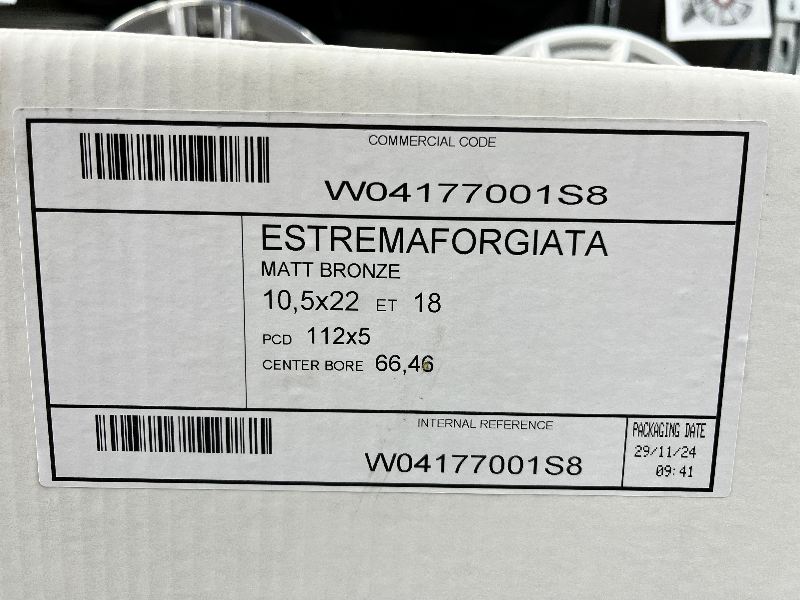 COMMERCIAL CODE
W04177001S8
ESTREMAFORGIATA
MATT BRONZE
10,5x22 ET 18
PCD 112x5
CENTER BORE 66,46
INTERNAL REFERENCE
W04177001S8
PACKAGING DATE
29/11/24
09:41